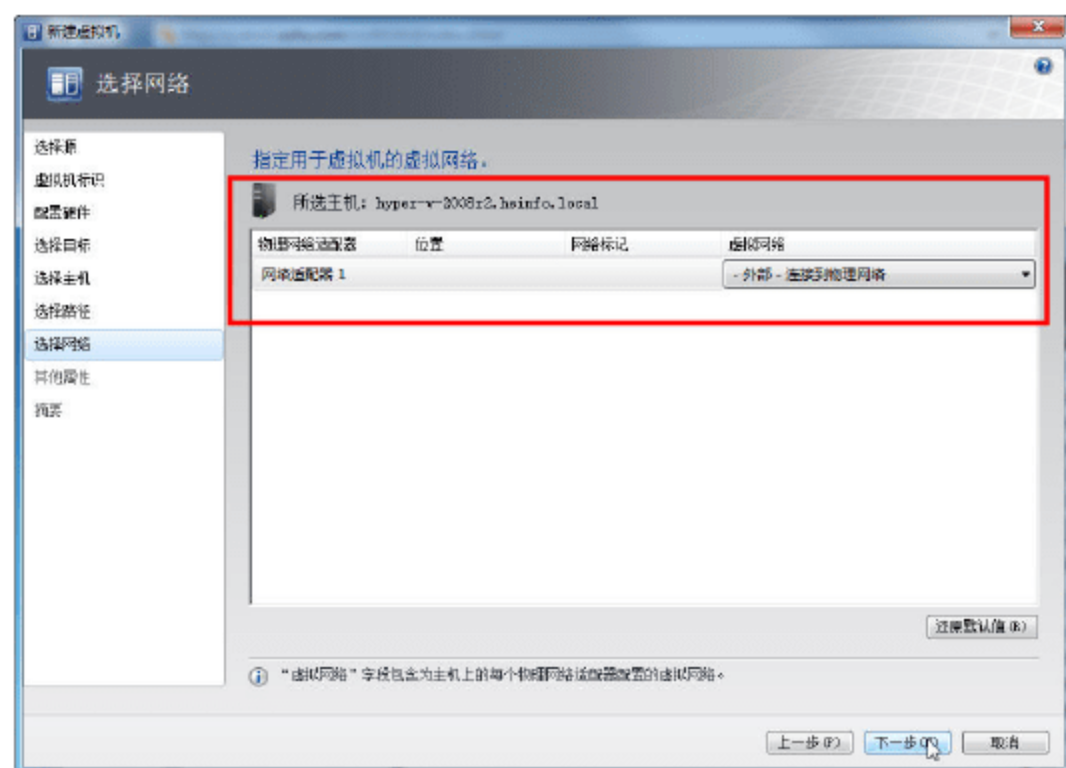 新建虚拟机
选择网络
选择源
虚拟机标识
配置硬件
选择目标
选择主机
选择路径
选择网络
其他属性
摘要
指定用于虚拟机的虚拟网络。
所选主机: hyper-v-2008r2.hsinfo.local
物理网络适配器 位置 网络标记 虚拟网络
网络适配器 1 - 外部 - 连接到物理网络
还原默认值(R)
“虚拟网络”字段包含为主机上的每个物理网络适配器配置的虚拟网络。
上一步(P) 下一步 取消